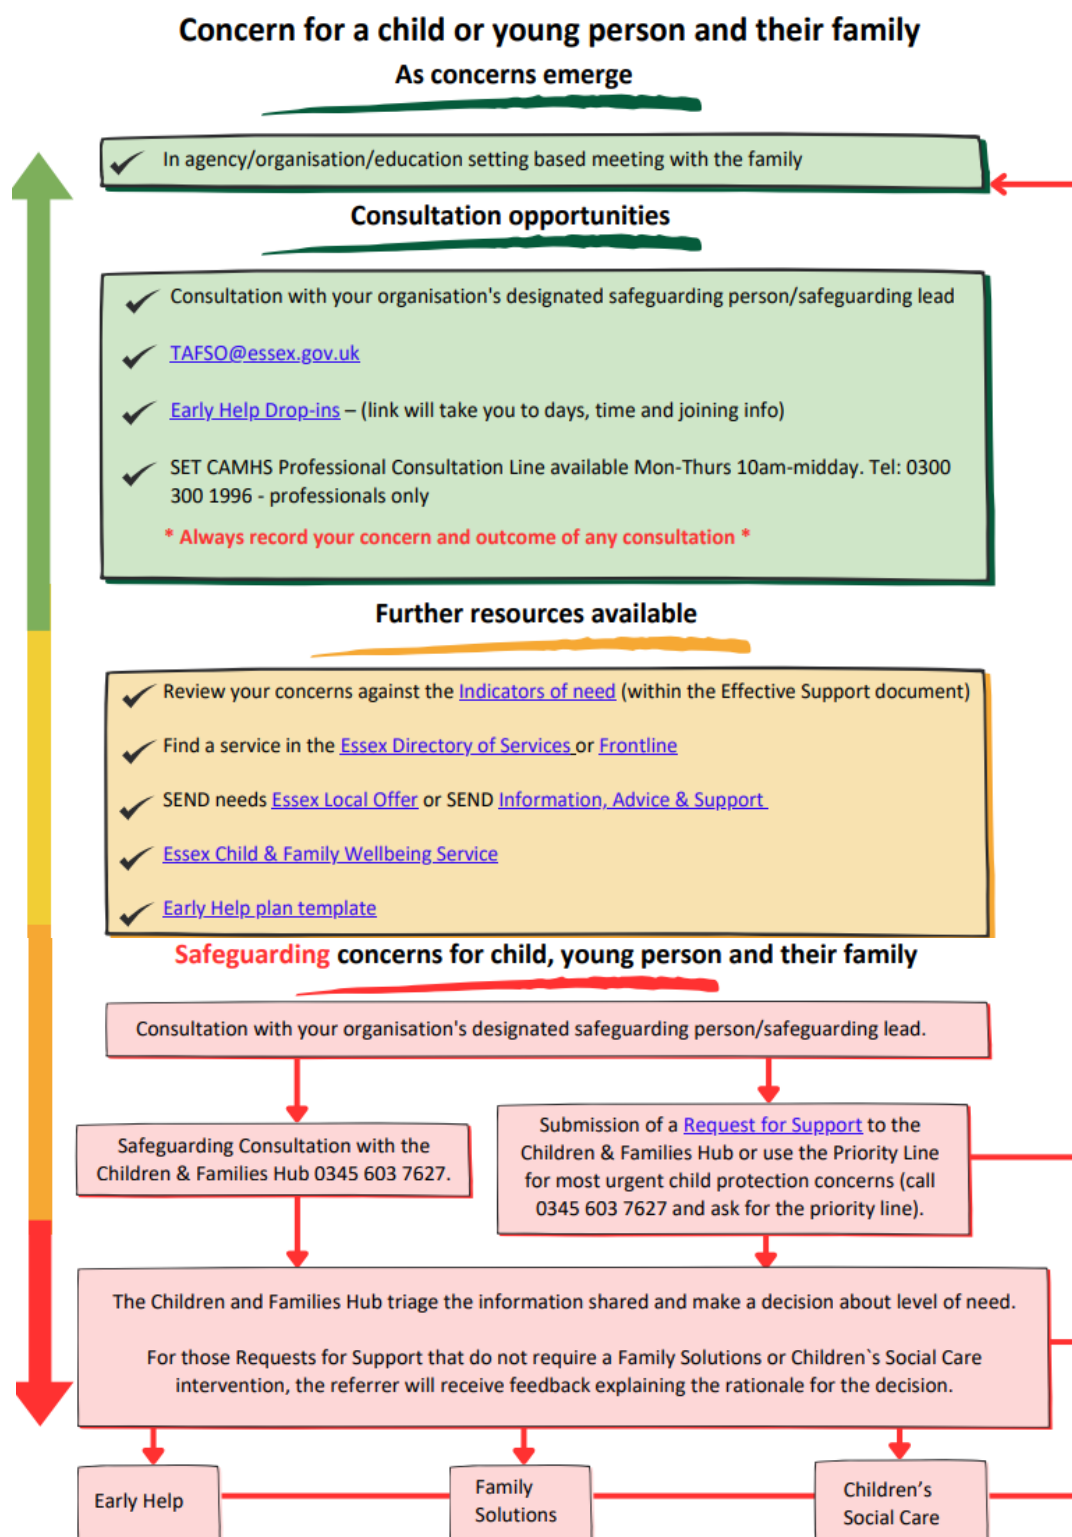 Concern for a child or young person and their family
As concerns emerge
In agency/organisation/education setting based meeting with the family
Consultation opportunities
Consultation with your organisation's designated safeguarding person/safeguarding lead
TAFSO@essex.gov.uk
Early Help Drop-ins – (link will take you to days, time and joining info)
SET CAMHS Professional Consultation Line available Mon-Thurs 10am-midday. Tel: 0300
300 1996 - professionals only
* Always record your concern and outcome of any consultation *
Further resources available
Review your concerns against the Indicators of need (within the Effective Support document)
Find a service in the Essex Directory of Services or Frontline
SEND needs Essex Local Offer or SEND Information, Advice & Support
Essex Child & Family Wellbeing Service
Early Help plan template
Safeguarding concerns for child, young person and their family
Consultation with your organisation's designated safeguarding person/safeguarding lead.
Safeguarding Consultation with the
Children & Families Hub 0345 603 7627.
Submission of a Request for Support to the
Children & Families Hub or use the Priority Line
for most urgent child protection concerns (call
0345 603 7627 and ask for the priority line).
The Children and Families Hub triage the information shared and make a decision about level of need.
For those Requests for Support that do not require a Family Solutions or Children`s Social Care
intervention, the referrer will receive feedback explaining the rationale for the decision.
Early Help
Family
Solutions
Children's
Social Care